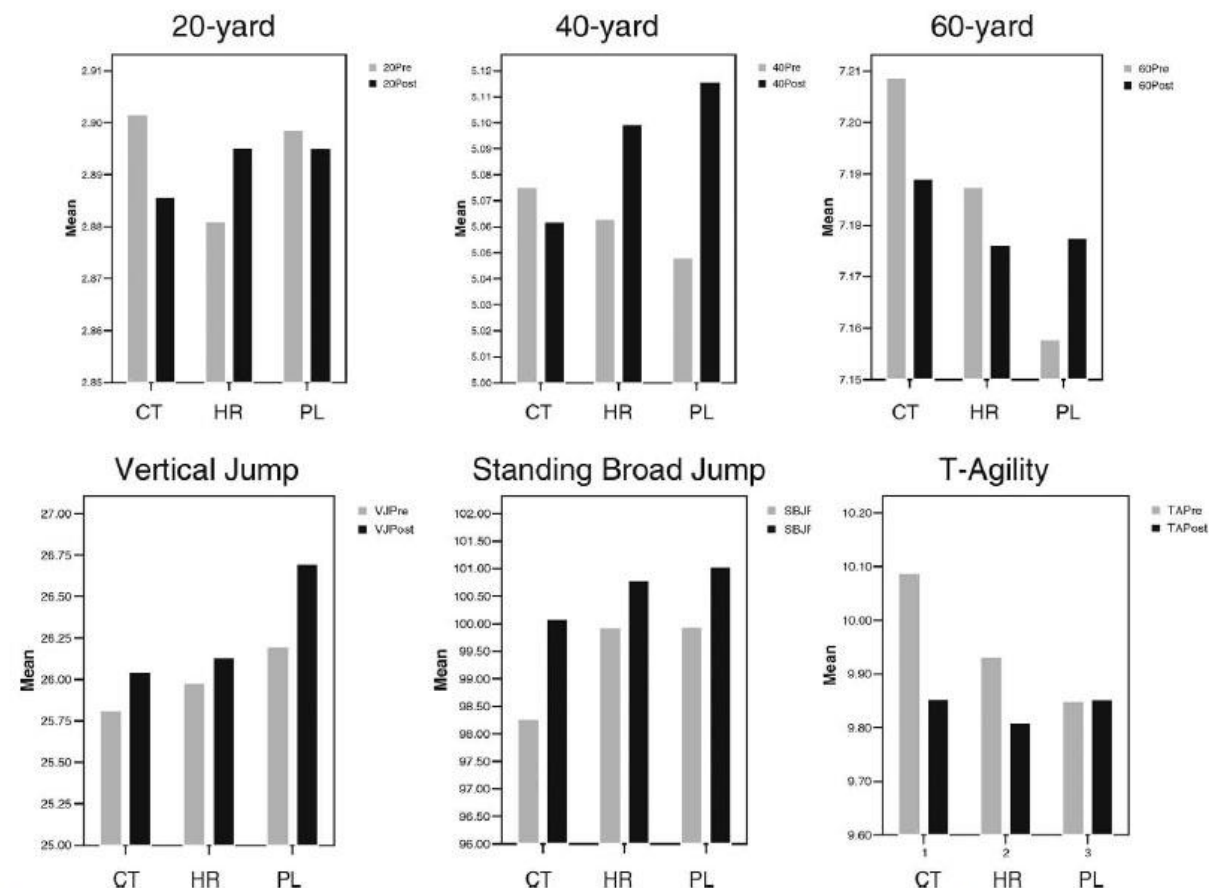 20-yard
20Pre
20Post
2.91
2.90
2.89
2.88
2.87
2.86
2.85
Mean
CT HR PL
40-yard
40Pre
40Post
5.12
5.11
5.10
5.09
5.08
5.07
5.06
5.05
5.04
5.03
5.02
5.01
5.00
Mean
CT HR PL
60-yard
60Pre
60Post
7.21
7.20
7.19
7.18
7.17
7.16
7.15
Mean
CT HR PL
Vertical Jump
VJPre
VJPost
27.00
26.75
26.50
26.25
26.00
25.75
25.50
25.25
25.00
Mean
CT HR PL
Standing Broad Jump
SBJF
SBJF
102.00
101.50
101.00
100.50
100.00
99.50
99.00
98.50
98.00
97.50
97.00
96.50
96.00
Mean
CT HR PL
T-Agility
TAPre
TAPost
10.20
10.10
10.00
9.90
9.80
9.70
9.60
Mean
1 2 3
CT HR PL